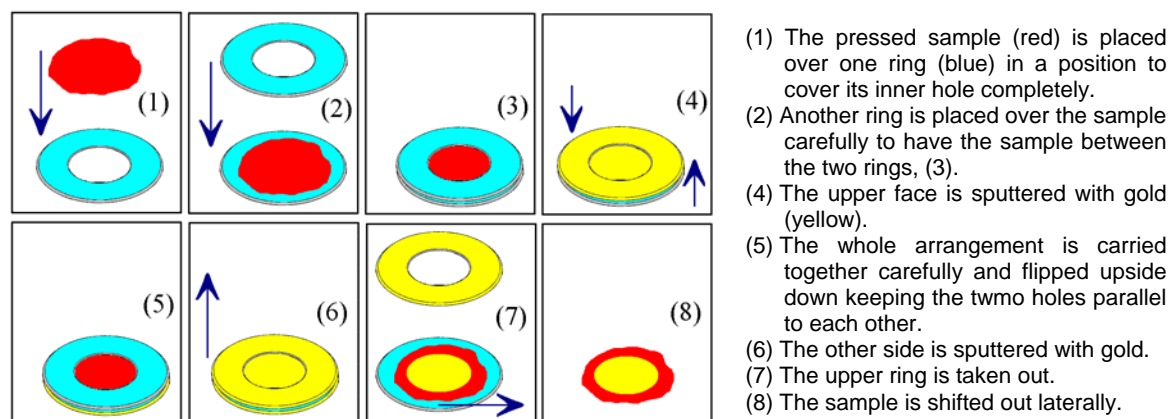 (1)
(2)
(3)
(4)
(5)
(6)
(7)
(8)
(1) The pressed sample (red) is placed
over one ring (blue) in a position to
cover its inner hole completely.
(2) Another ring is placed over the sample
carefully to have the sample between
the two rings, (3).
(4) The upper face is sputtered with gold
(yellow).
(5) The whole arrangement is carried
together carefully and flipped upside
down keeping the twmo holes parallel
to each other.
(6) The other side is sputtered with gold.
(7) The upper ring is taken out.
(8) The sample is shifted out laterally.